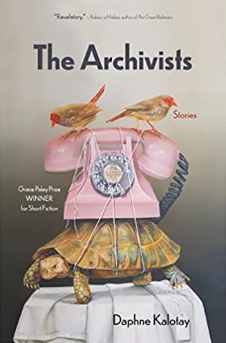 "Revelatory." – Rebecca Makkai, author of The Great Believers
The Archivists
Stories
Grace Paley Prize
WINNER
for Short Fiction
Daphne Kalotay